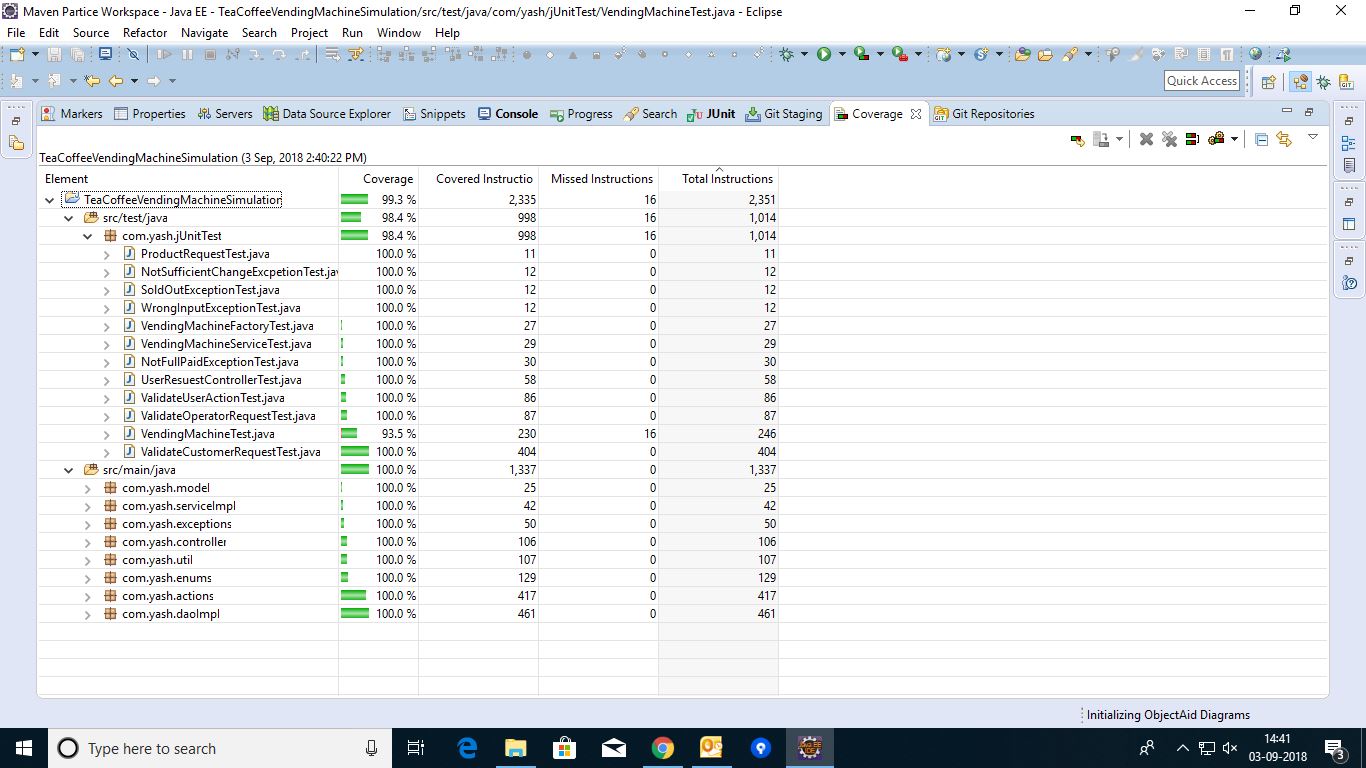 Maven Partice Workspace - Java EE - TeaCoffeeVendingMachineSimulation/src/test/java/com/yash/jUnitTest/VendingMachineTest.java - Eclipse
File Edit Source Refactor Navigate Search Project Run Window Help
Quick Access
Markers Properties Servers Data Source Explorer Snippets Console Progress Search JUnit Git Staging Coverage Git Repositories
TeaCoffeeVendingMachineSimulation (3 Sep, 2018 2:40:22 PM)
Element Coverage Covered Instructio Missed Instructions Total Instructions
TeaCoffeeVendingMachineSimulation 99.3 % 2,335 16 2,351
src/test/java 98.4 % 998 16 1,014
com.yash.jUnitTest 98.4 % 998 16 1,014
ProductRequestTest.java 100.0 % 11 0 11
NotSufficientChangeExcpetionTest.jav 100.0 % 12 0 12
SoldOutExceptionTest.java 100.0 % 12 0 12
WrongInputExceptionTest.java 100.0 % 12 0 12
VendingMachineFactoryTest.java 100.0 % 27 0 27
VendingMachineServiceTest.java 100.0 % 29 0 29
NotFullPaidExceptionTest.java 100.0 % 30 0 30
UserResuestControllerTest.java 100.0 % 58 0 58
ValidateUserActionTest.java 100.0 % 86 0 86
ValidateOperatorRequestTest.java 100.0 % 87 0 87
VendingMachineTest.java 93.5 % 230 16 246
ValidateCustomerRequestTest.java 100.0 % 404 0 404
src/main/java 100.0 % 1,337 0 1,337
com.yash.model 100.0 % 25 0 25
com.yash.serviceImpl 100.0 % 42 0 42
com.yash.exceptions 100.0 % 50 0 50
com.yash.controller 100.0 % 106 0 106
com.yash.util 100.0 % 107 0 107
com.yash.enums 100.0 % 129 0 129
com.yash.actions 100.0 % 417 0 417
com.yash.daoImpl 100.0 % 461 0 461
Initializing ObjectAid Diagrams
Type here to search
14:41
03-09-2018
3